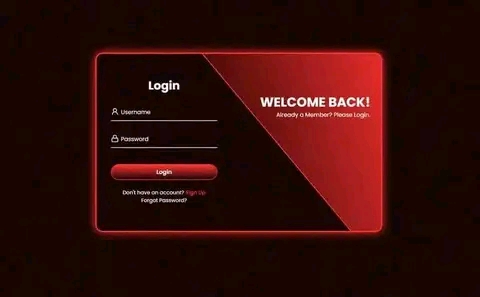 Login
Username
Password
Login
Don't have an account? Sign Up
Forgot Password?
WELCOME BACK!
Already a Member? Please Login.